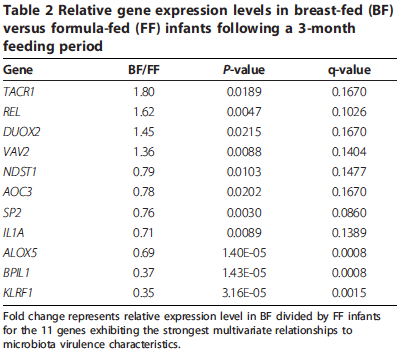 Table 2 Relative gene expression levels in breast-fed (BF)
versus formula-fed (FF) infants following a 3-month
feeding period
Gene BF/FF P-value q-value
TACR1 1.80 0.0189 0.1670
REL 1.62 0.0047 0.1026
DUOX2 1.45 0.0215 0.1670
VAV2 1.36 0.0088 0.1404
NDST1 0.79 0.0103 0.1477
AOC3 0.78 0.0202 0.1670
SP2 0.76 0.0030 0.0860
IL1A 0.71 0.0089 0.1389
ALOX5 0.69 1.40E-05 0.0008
BPIL1 0.37 1.43E-05 0.0008
KLRF1 0.35 3.16E-05 0.0015
Fold change represents relative expression level in BF divided by FF infants
for the 11 genes exhibiting the strongest multivariate relationships to
microbiota virulence characteristics.